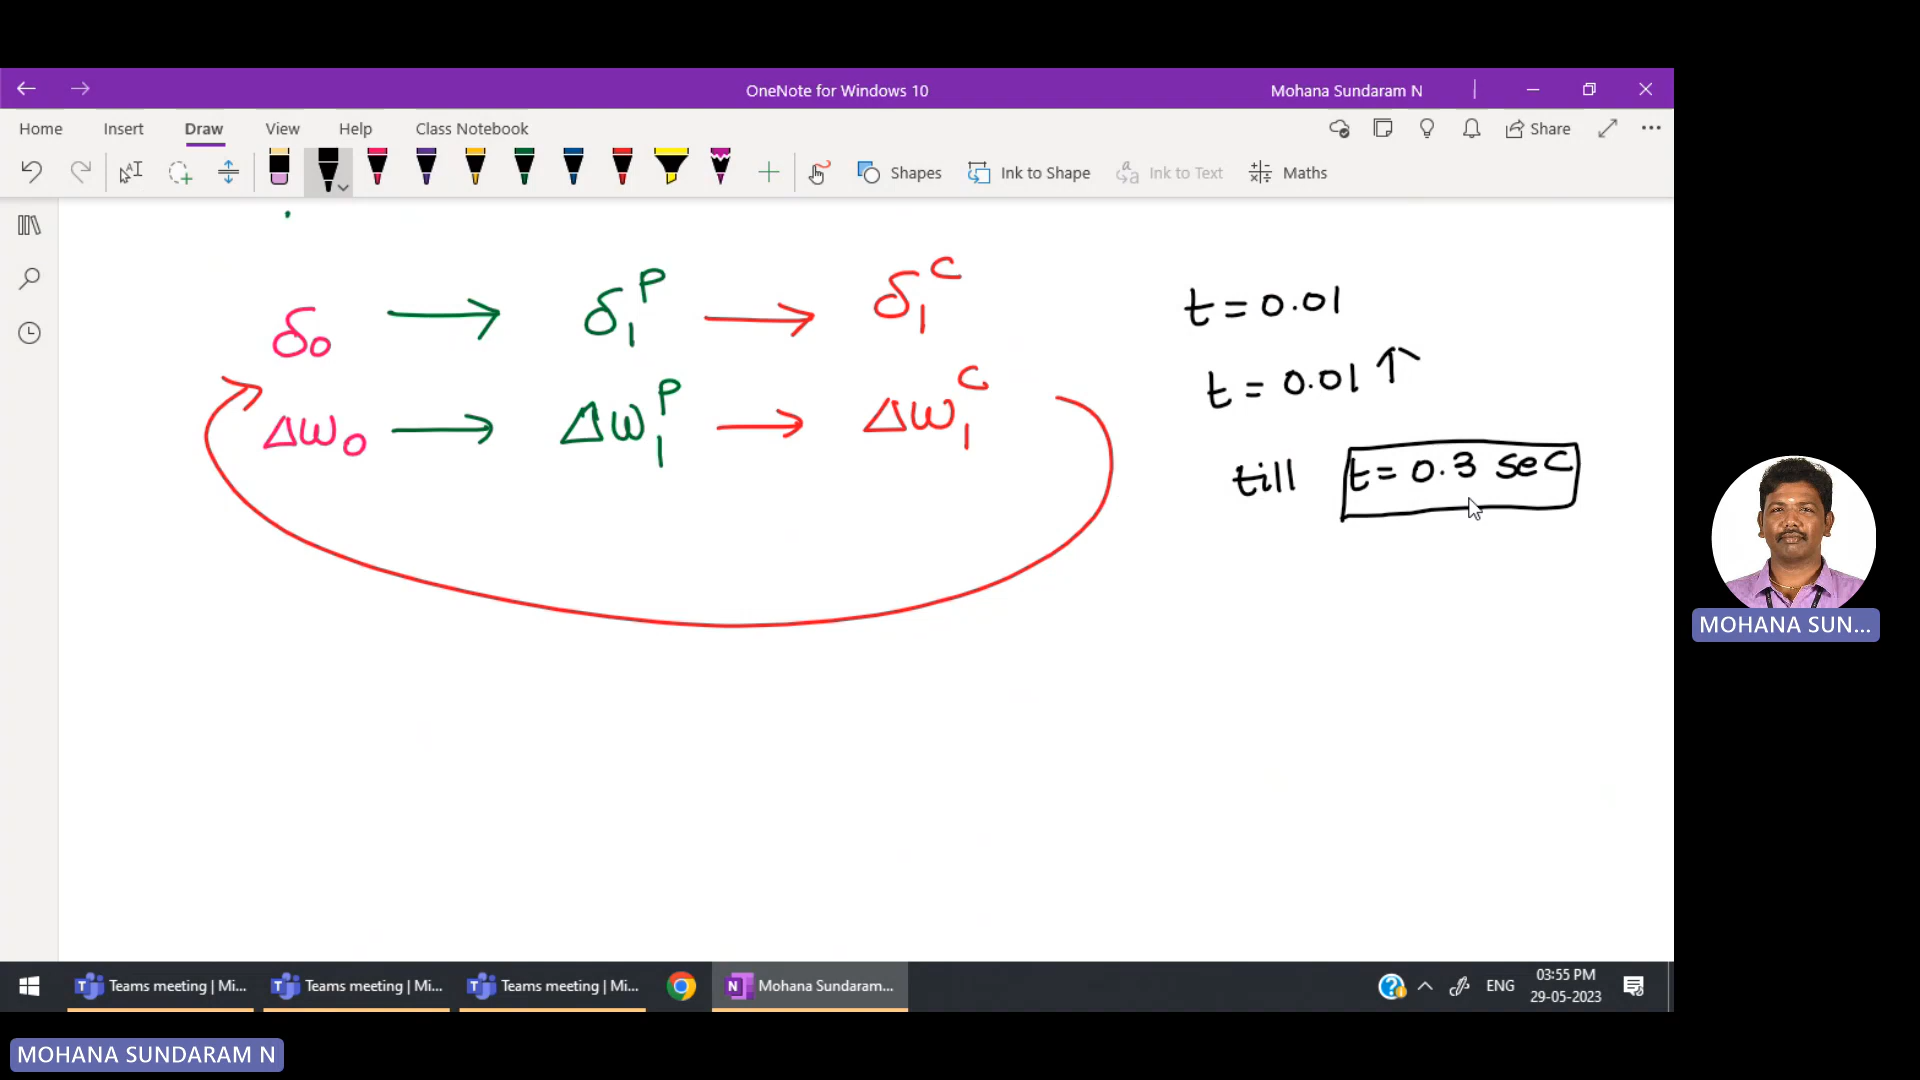 OneNote for Windows 10
Mohana Sundaram N
Home Insert Draw View Help Class Notebook Share
Shapes Ink to Shape Ink to Text Maths
δ₀ → δ₁ᴾ → δ₁ᶜ
Δω₀ → Δω₁ᴾ → Δω₁ᶜ
t = 0.01
t = 0.01 ↑
till t = 0.3 sec
MOHANA SUN...
Teams meeting | Mi... Teams meeting | Mi... Teams meeting | Mi... Mohana Sundaram... ENG
03:55 PM
29-05-2023
MOHANA SUNDARAM N